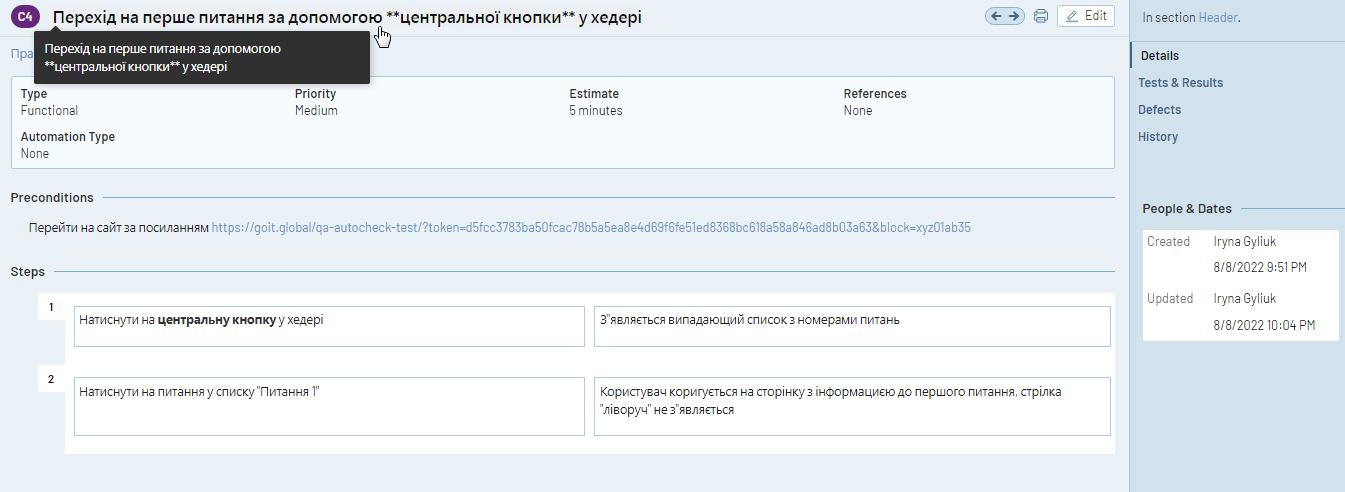 C4
Перехід на перше питання за допомогою **центральної кнопки** у хедері
Edit
Перехід на перше питання за допомогою
**центральної кнопки** у хедері
Type
Functional
Priority
Medium
Estimate
5 minutes
References
None
Automation Type
None
Preconditions
Перейти на сайт за посиланням https://goit.global/qa-autocheck-test/?token=d5fcc3783ba50fcac78b5a5ea8e4d69f6fe51ed8368bc618a58a846ad8b03a63&block=xyz01ab35
Steps
1
Натиснути на центральну кнопку у хедері
З"являється випадающий список з номерами питань
2
Натиснути на питання у списку "Питання 1"
Користувач коригується на сторінку з інформацією до першого питання, стрілка
"ліворуч" не з"являється
In section Header.
Details
Tests & Results
Defects
History
People & Dates
Created
Iryna Gyliuk
8/8/2022 9:51 PM
Updated
Iryna Gyliuk
8/8/2022 10:04 PM